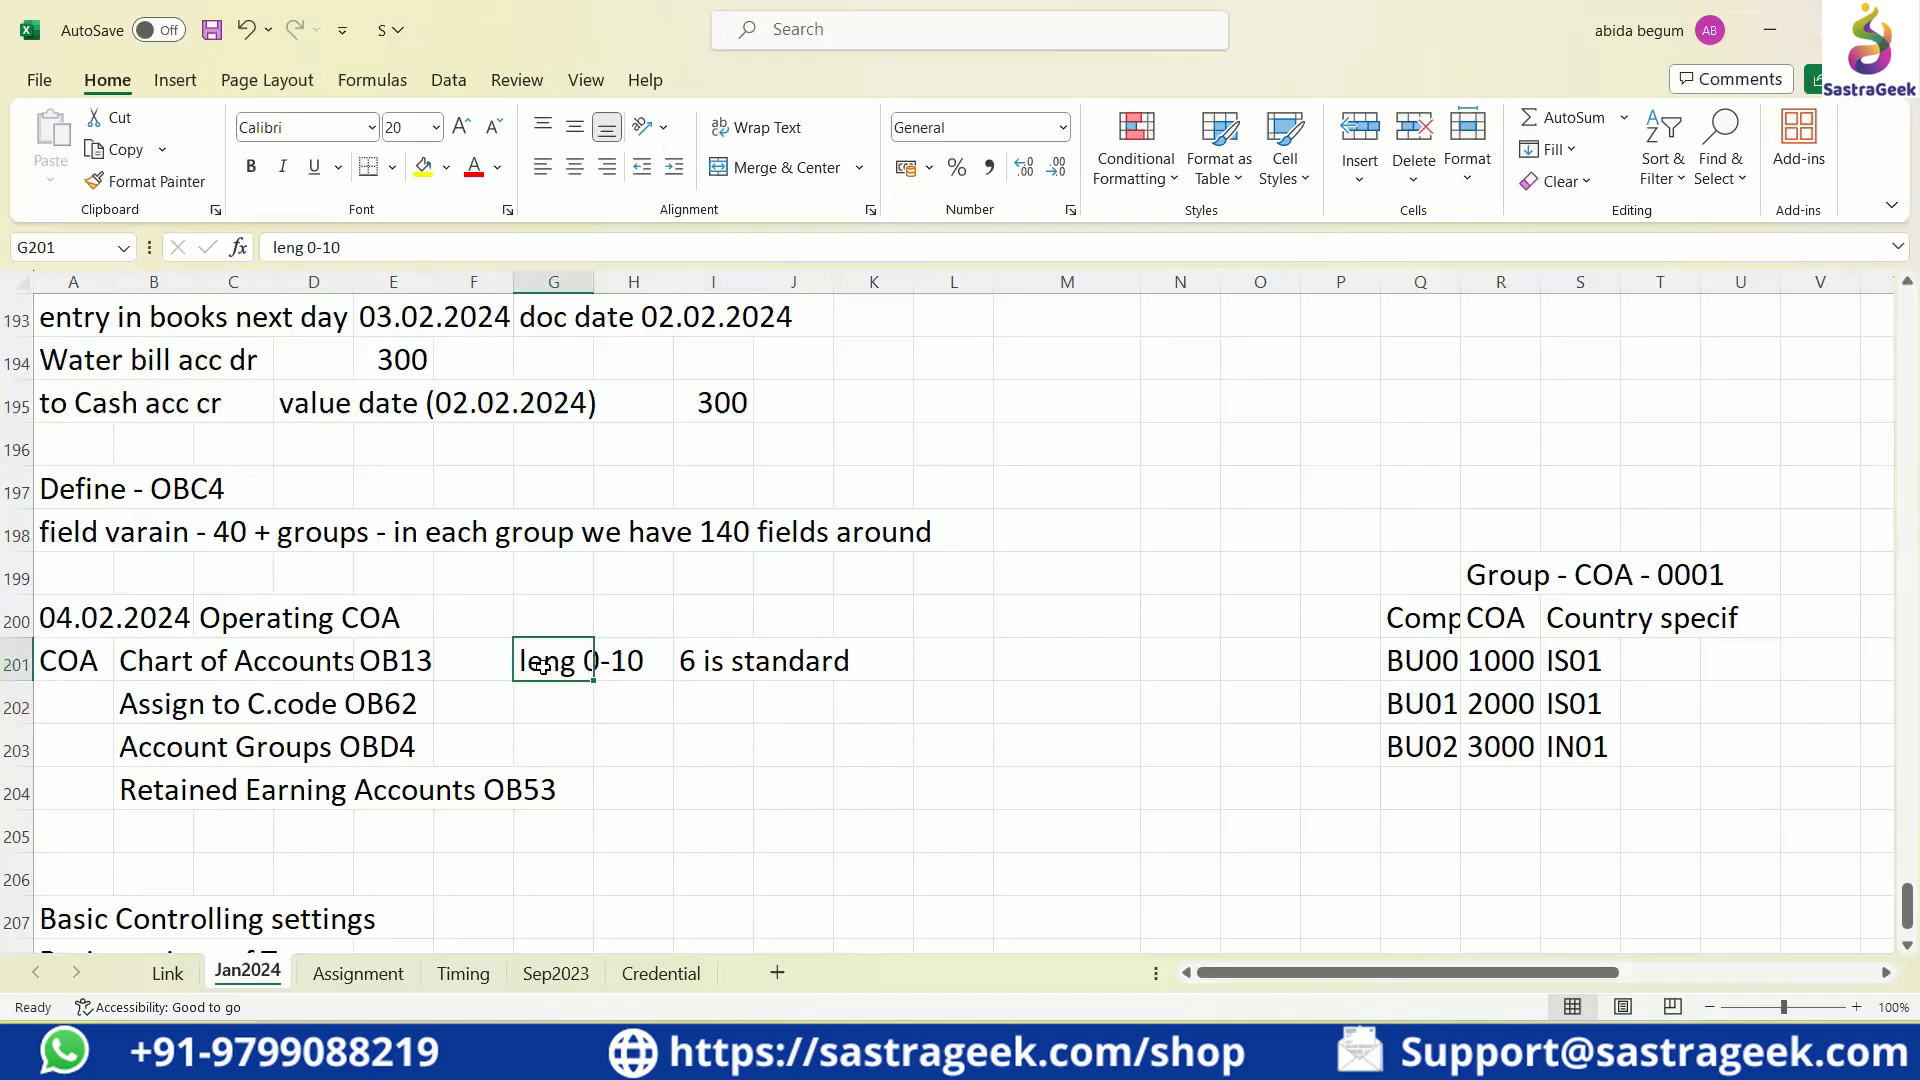 AutoSave Off S Search abida begum AB
SastraGeek
File Home Insert Page Layout Formulas Data Review View Help Comments
Paste Cut Copy Format Painter Clipboard
Calibri 20 B I U A Font
ab Wrap Text Merge & Center Alignment
General % , Number
Conditional Formatting Format as Table Cell Styles Styles
Insert Delete Format Cells
AutoSum Fill Clear Sort & Filter Find & Select Editing
Add-ins Add-ins
G201 fx leng 0-10
A B C D E F G H I J K L M N O P Q R S T U V
193 entry in books next day 03.02.2024 doc date 02.02.2024
194 Water bill acc dr 300
195 to Cash acc cr value date (02.02.2024) 300
196
197 Define - OBC4
198 field varain - 40 + groups - in each group we have 140 fields around
199 Group - COA - 0001
200 04.02.2024 Operating COA Comp COA Country specif
201 COA Chart of Accounts OB13 leng 0-10 6 is standard BU00 1000 IS01
202 Assign to C.code OB62 BU01 2000 IS01
203 Account Groups OBD4 BU02 3000 IN01
204 Retained Earning Accounts OB53
205
206
207 Basic Controlling settings
Link Jan2024 Assignment Timing Sep2023 Credential +
Ready Accessibility: Good to go 100%
+91-9799088219 https://sastrageek.com/shop Support@sastrageek.com